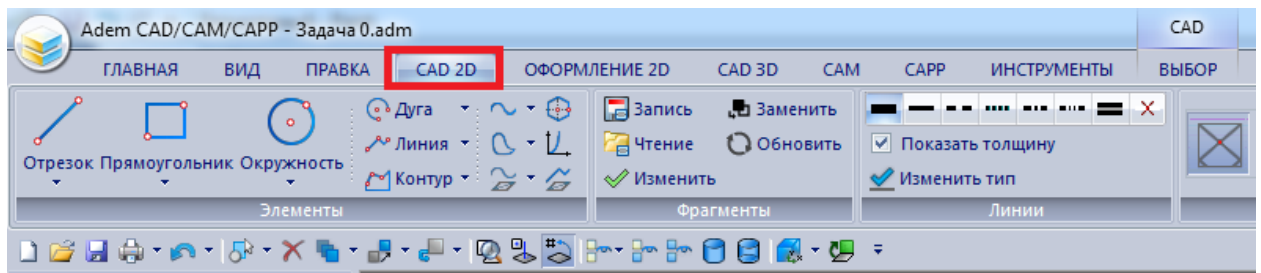 Adem CAD/CAM/CAPP - Задача 0.adm CAD
ГЛАВНАЯ ВИД ПРАВКА CAD 2D ОФОРМЛЕНИЕ 2D CAD 3D CAM CAPP ИНСТРУМЕНТЫ ВЫБОР
Дуга Запись Заменить
Линия Чтение Обновить Показать толщину
Отрезок Прямоугольник Окружность
Контур Изменить Изменить тип
Элементы Фрагменты Линии